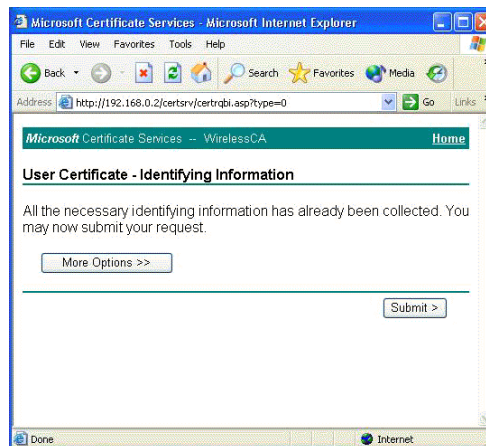 Microsoft Certificate Services - Microsoft Internet Explorer
File Edit View Favorites Tools Help
Back Search Favorites Media
Address http://192.168.0.2/certsrv/certrqbi.asp?type=0 Go Links
Microsoft Certificate Services -- WirelessCA Home
User Certificate - Identifying Information
All the necessary identifying information has already been collected. You
may now submit your request.
More Options >>
Submit >
Done Internet